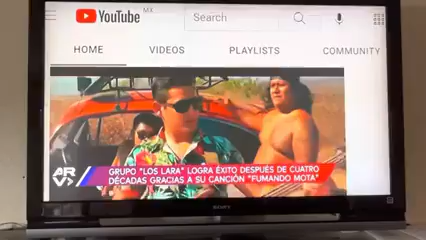 YouTube MX
Search
HOME VIDEOS PLAYLISTS COMMUNITY
ARV
GRUPO "LOS LARA" LOGRA ÉXITO DESPUÉS DE CUATRO
DÉCADAS GRACIAS A SU CANCIÓN "FUMANDO MOTA"
SONY